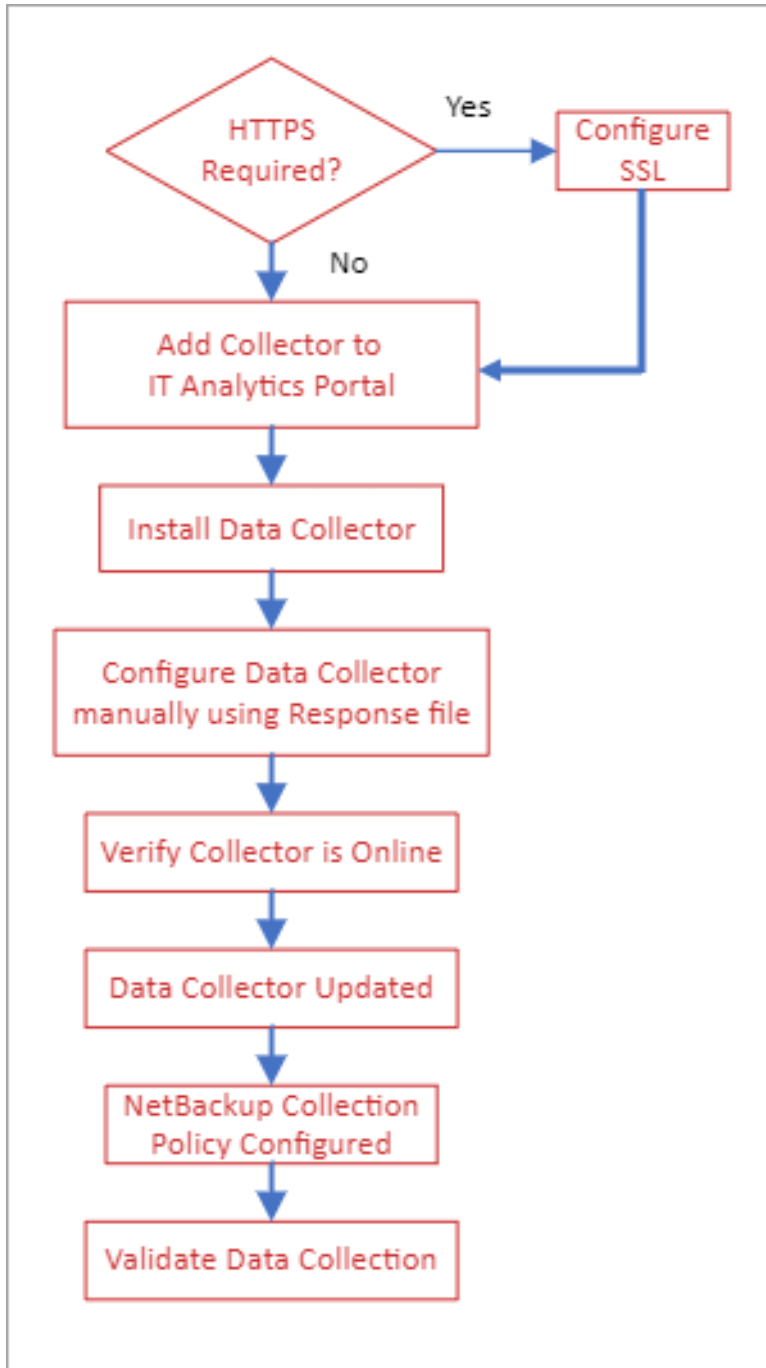 HTTPS
Required?
Yes
Configure
SSL
No
Add Collector to
IT Analytics Portal
Install Data Collector
Configure Data Collector
manually using Response file
Verify Collector is Online
Data Collector Updated
NetBackup Collection
Policy Configured
Validate Data Collection